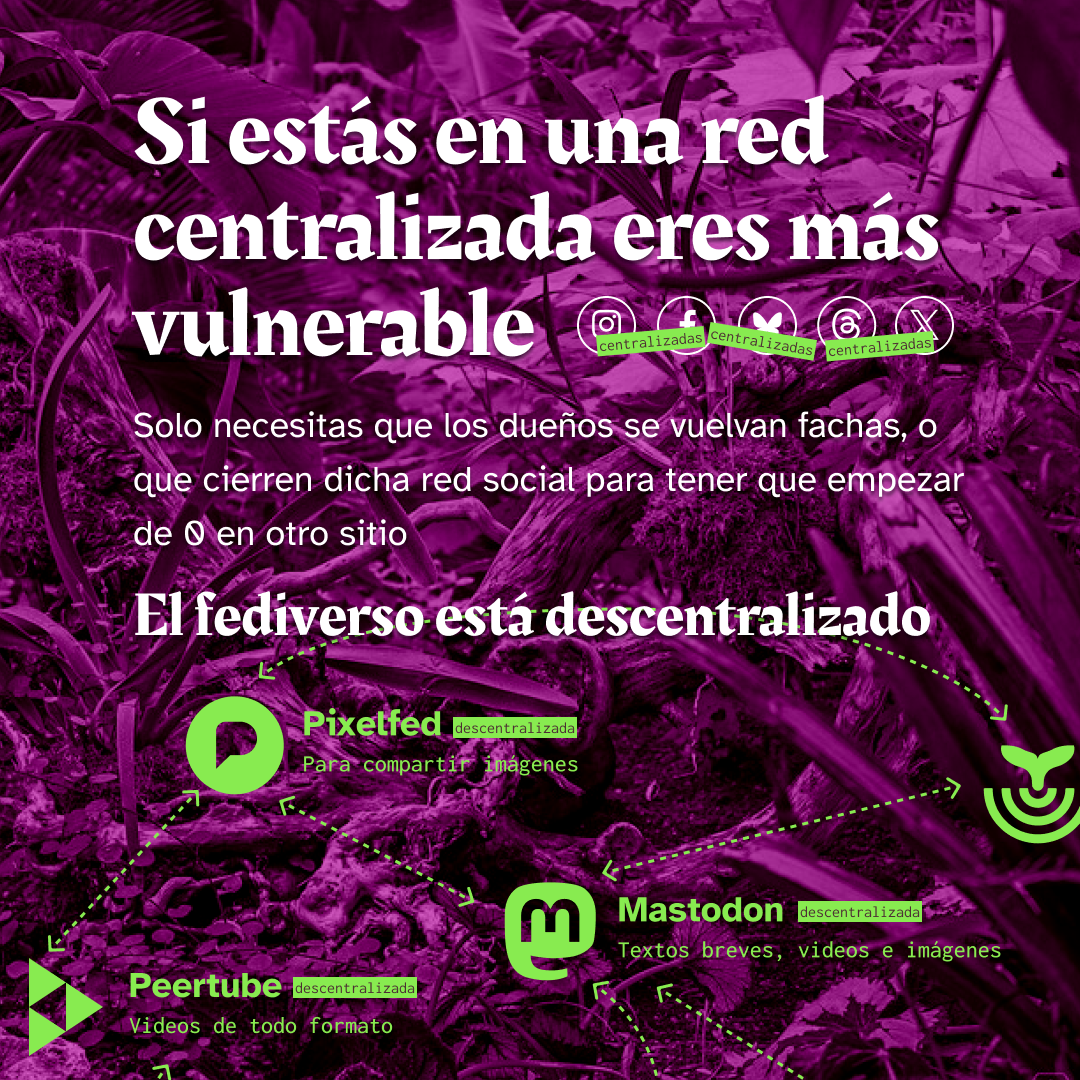 Si estás en una red
centralizada eres más
vulnerable
centralizadas centralizadas centralizadas
Solo necesitas que los dueños se vuelvan fachas, o
que cierren dicha red social para tener que empezar
de 0 en otro sitio
El fediverso está descentralizado
Pixelfed descentralizada
Para compartir imágenes
Mastodon descentralizada
Textos breves, videos e imágenes
Peertube descentralizada
Videos de todo formato